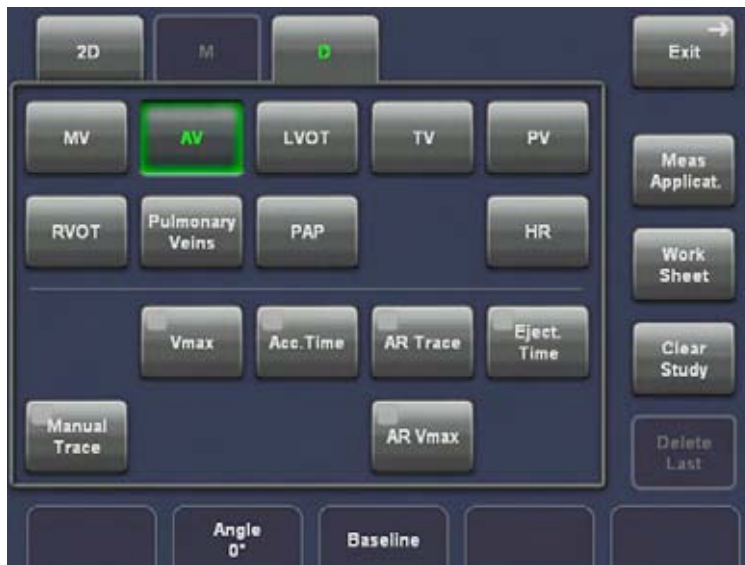 2D
M
D
Exit
MV
AV
LVOT
TV
PV
Meas
Applicat.
RVOT
Pulmonary
Veins
PAP
HR
Work
Sheet
Vmax
Acc.Time
AR Trace
Eject.
Time
Clear
Study
Manual
Trace
AR Vmax
Delete
Last
Angle
0°
Baseline